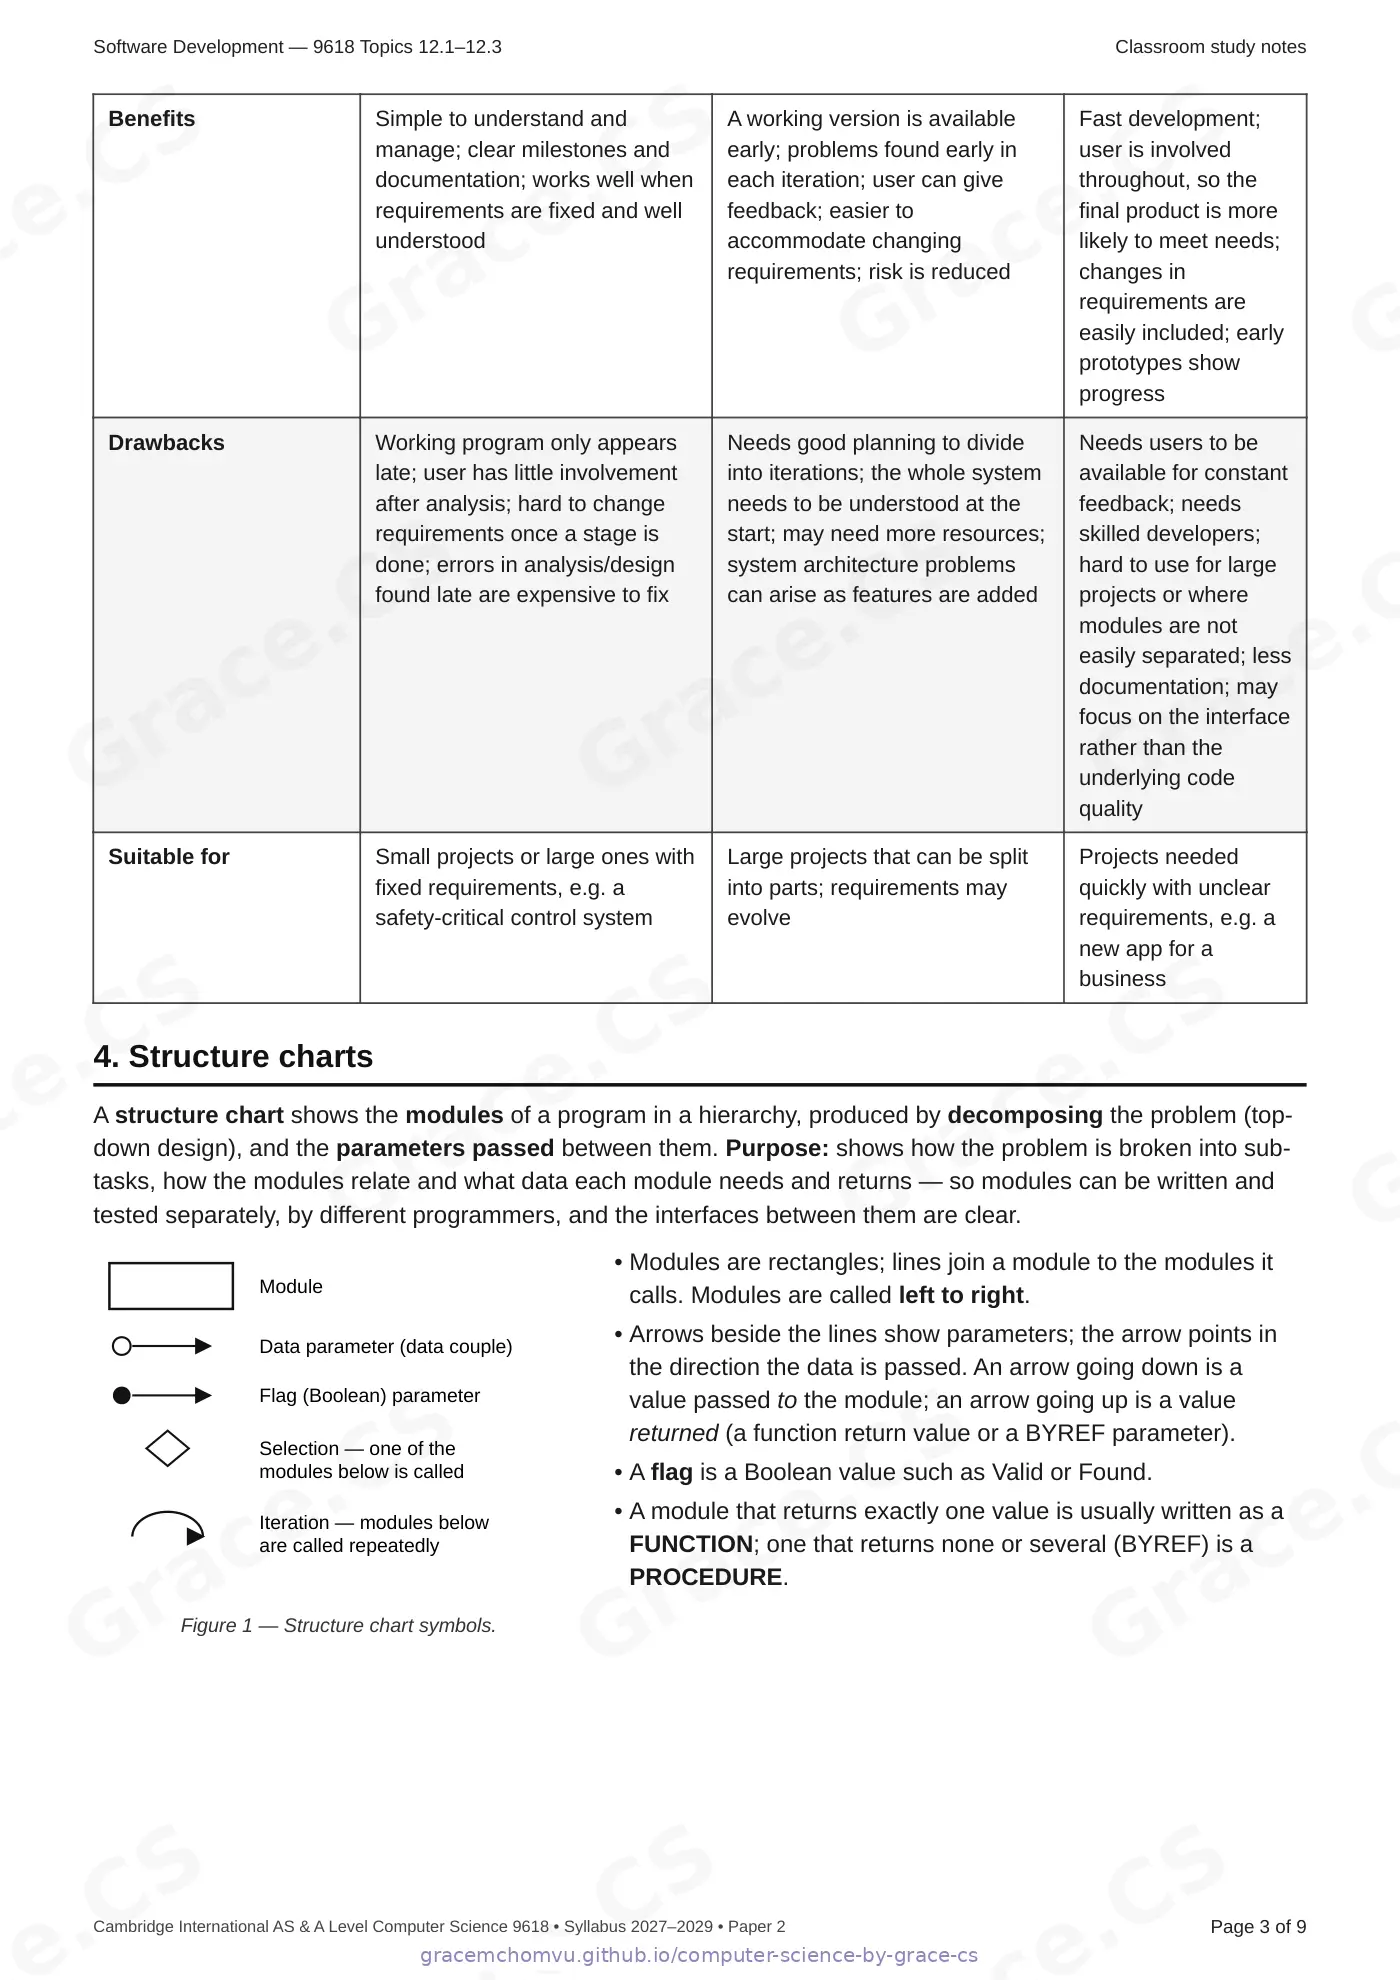 Software Development — 9618 Topics 12.1–12.3
Classroom study notes
Benefits
Simple to understand and
manage; clear milestones and
documentation; works well when
requirements are fixed and well
understood
A working version is available
early; problems found early in
each iteration; user can give
feedback; easier to
accommodate changing
requirements; risk is reduced
Fast development;
user is involved
throughout, so the
final product is more
likely to meet needs;
changes in
requirements are
easily included; early
prototypes show
progress
Drawbacks
Working program only appears
late; user has little involvement
after analysis; hard to change
requirements once a stage is
done; errors in analysis/design
found late are expensive to fix
Needs good planning to divide
into iterations; the whole system
needs to be understood at the
start; may need more resources;
system architecture problems
can arise as features are added
Needs users to be
available for constant
feedback; needs
skilled developers;
hard to use for large
projects or where
modules are not
easily separated; less
documentation; may
focus on the interface
rather than the
underlying code
quality
Suitable for
Small projects or large ones with
fixed requirements, e.g. a
safety-critical control system
Large projects that can be split
into parts; requirements may
evolve
Projects needed
quickly with unclear
requirements, e.g. a
new app for a
business
4. Structure charts
A structure chart shows the modules of a program in a hierarchy, produced by decomposing the problem (top-
down design), and the parameters passed between them. Purpose: shows how the problem is broken into sub-
tasks, how the modules relate and what data each module needs and returns — so modules can be written and
tested separately, by different programmers, and the interfaces between them are clear.
Module
Data parameter (data couple)
Flag (Boolean) parameter
Selection — one of the
modules below is called
Iteration — modules below
are called repeatedly
Figure 1 — Structure chart symbols.
• Modules are rectangles; lines join a module to the modules it
calls. Modules are called left to right.
• Arrows beside the lines show parameters; the arrow points in
the direction the data is passed. An arrow going down is a
value passed to the module; an arrow going up is a value
returned (a function return value or a BYREF parameter).
• A flag is a Boolean value such as Valid or Found.
• A module that returns exactly one value is usually written as a
FUNCTION; one that returns none or several (BYREF) is a
PROCEDURE.
Cambridge International AS & A Level Computer Science 9618 • Syllabus 2027–2029 • Paper 2
Page 3 of 9
gracemchomvu.github.io/computer-science-by-grace-cs
Grace.CS